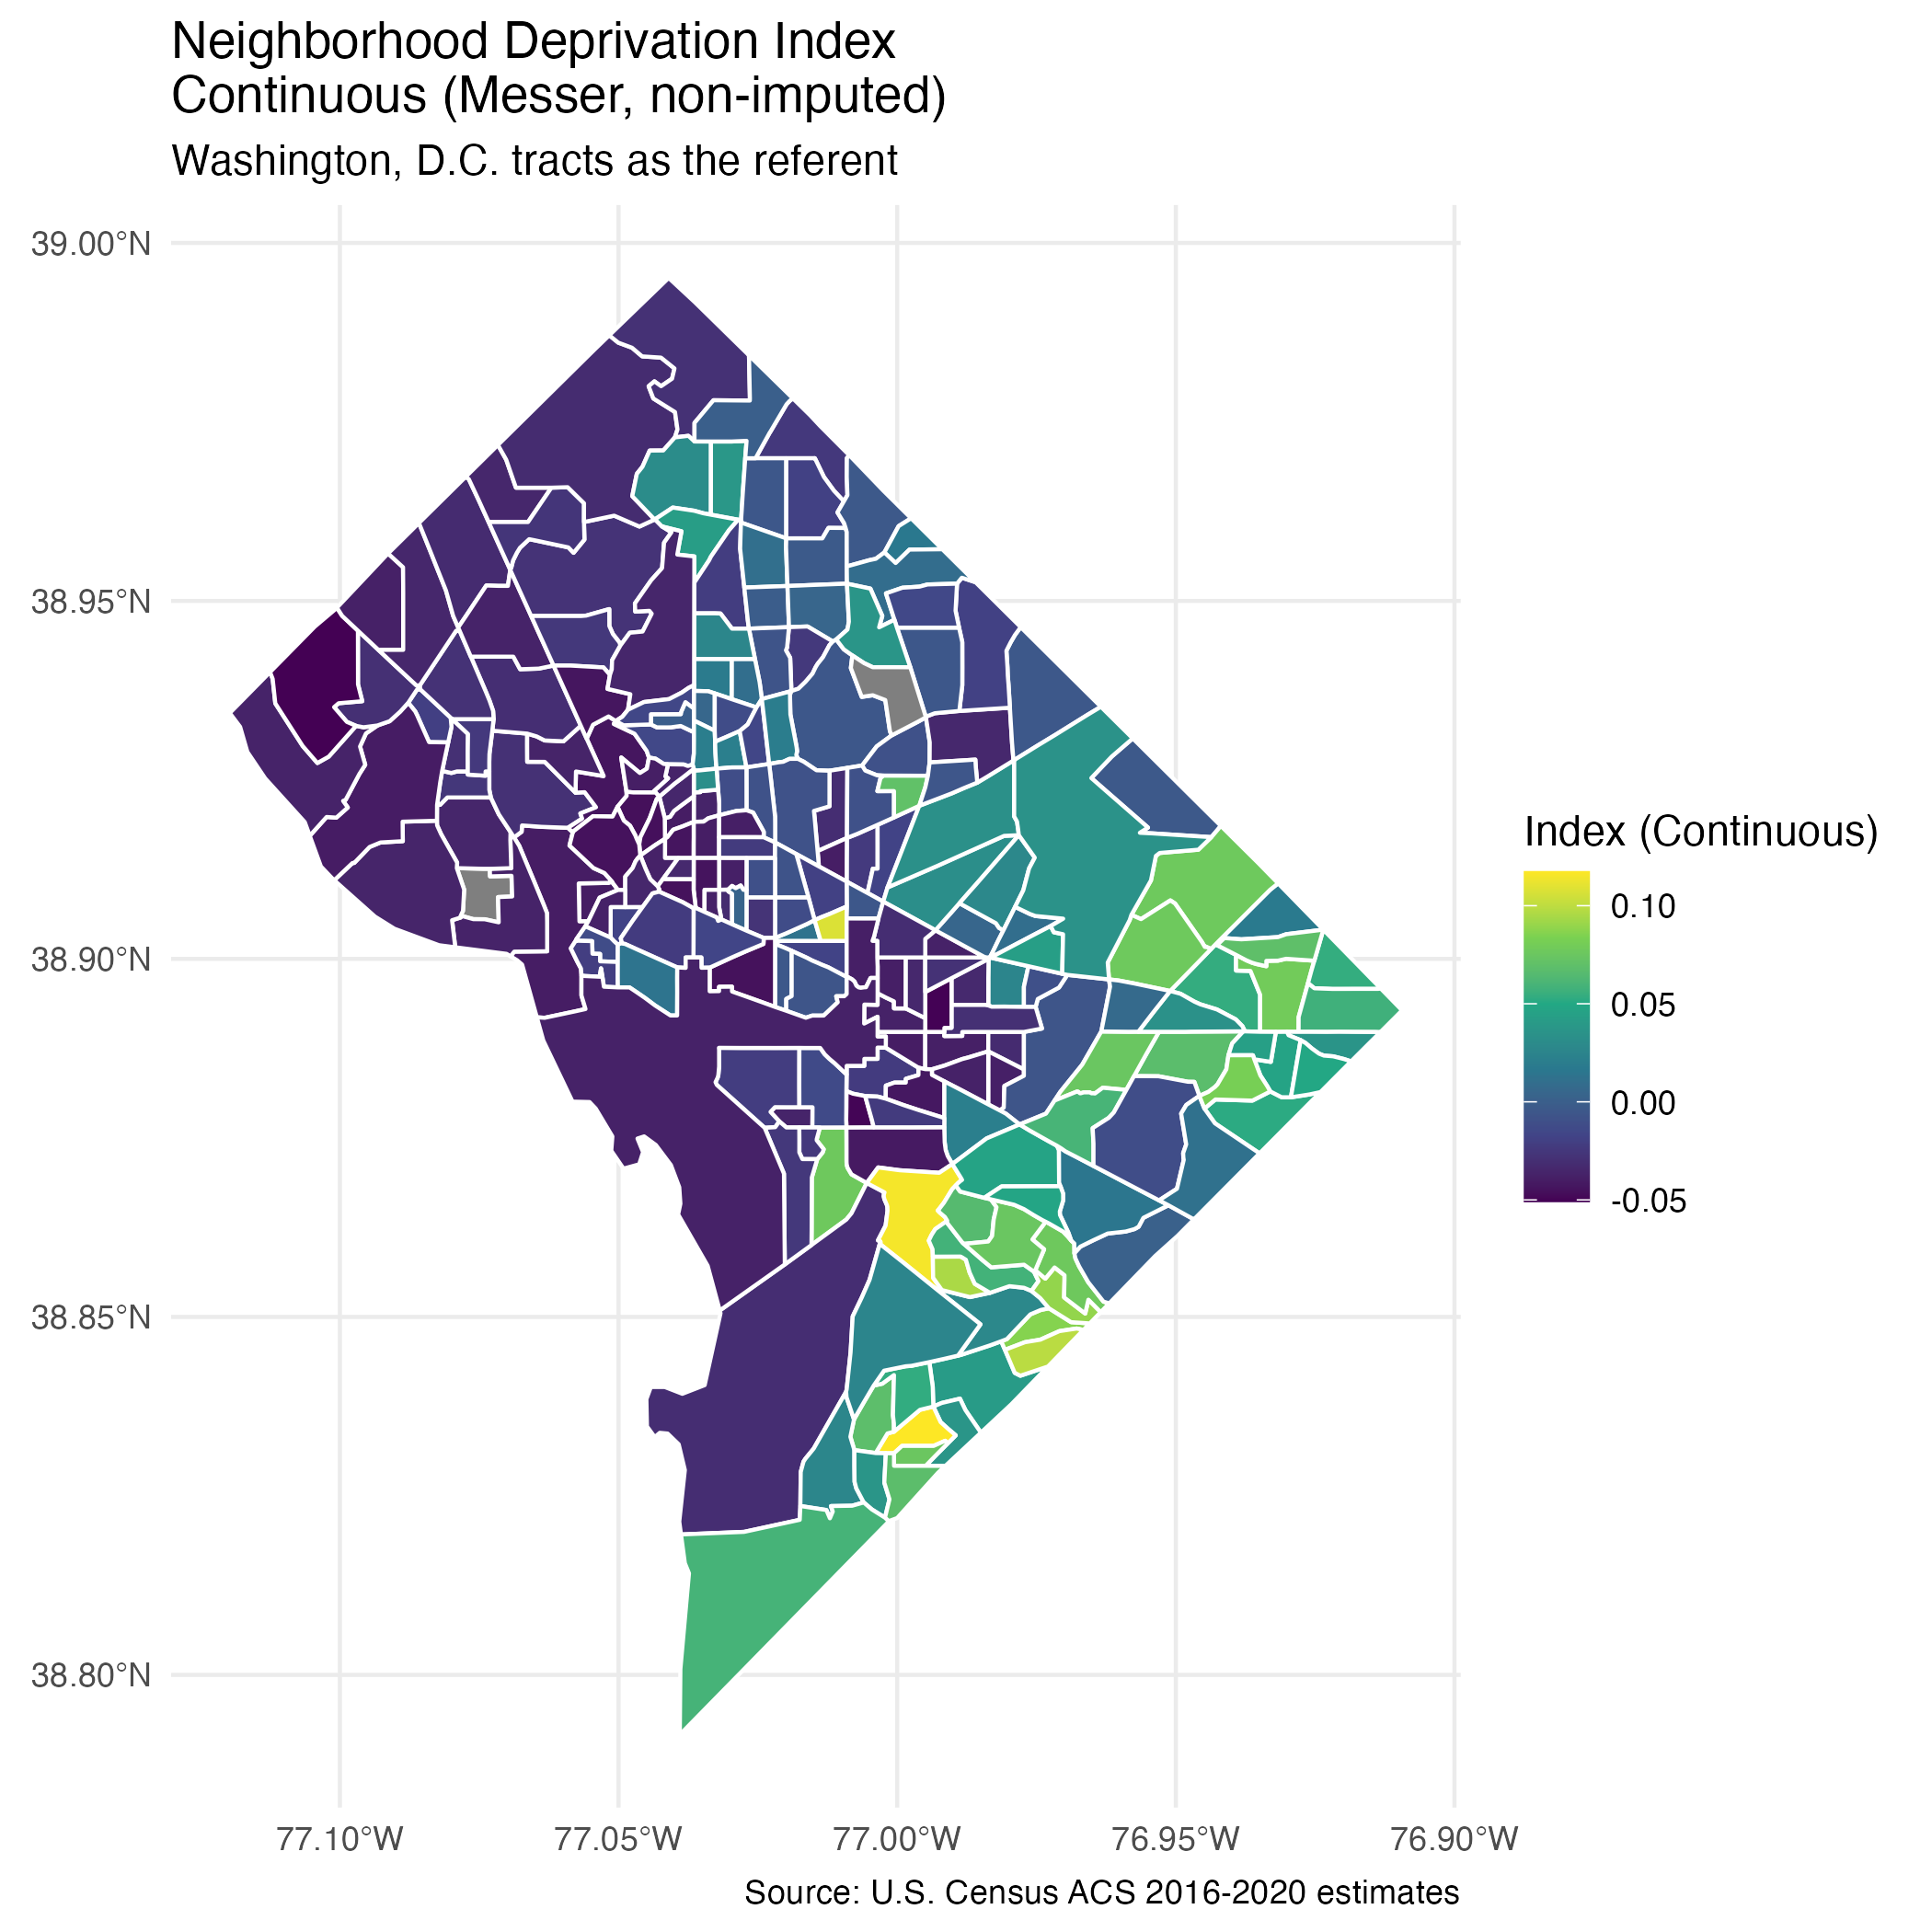 Neighborhood Deprivation Index
Continuous (Messer, non-imputed)
Washington, D.C. tracts as the referent
39.00°N
38.95°N
38.90°N
38.85°N
38.80°N
77.10°W
77.05°W
77.00°W
76.95°W
76.90°W
Index (Continuous)
0.10
0.05
0.00
-0.05
Source: U.S. Census ACS 2016-2020 estimates